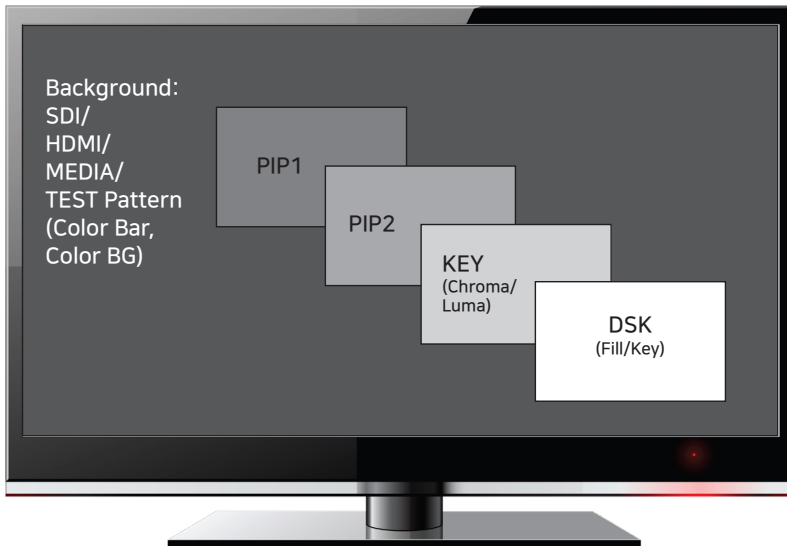 Background:
SDI/
HDMI/
MEDIA/
TEST Pattern
(Color Bar,
Color BG)
PIP1
PIP2
KEY
(Chroma/
Luma)
DSK
(Fill/Key)